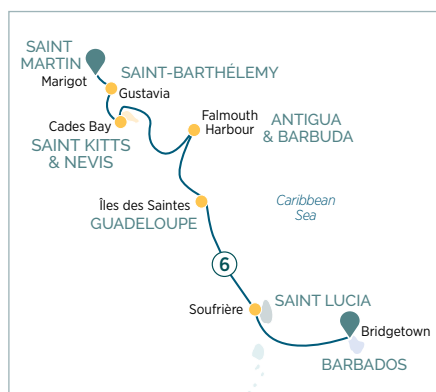 SAINT
MARTIN
Marigot
SAINT-BARTHÉLEMY
Gustavia
Cades Bay
SAINT KITTS
& NEVIS
Falmouth
Harbour
ANTIGUA
& BARBUDA
Îles des Saintes
GUADELOUPE
Caribbean
Sea
6
Soufrière
SAINT LUCIA
Bridgetown
BARBADOS